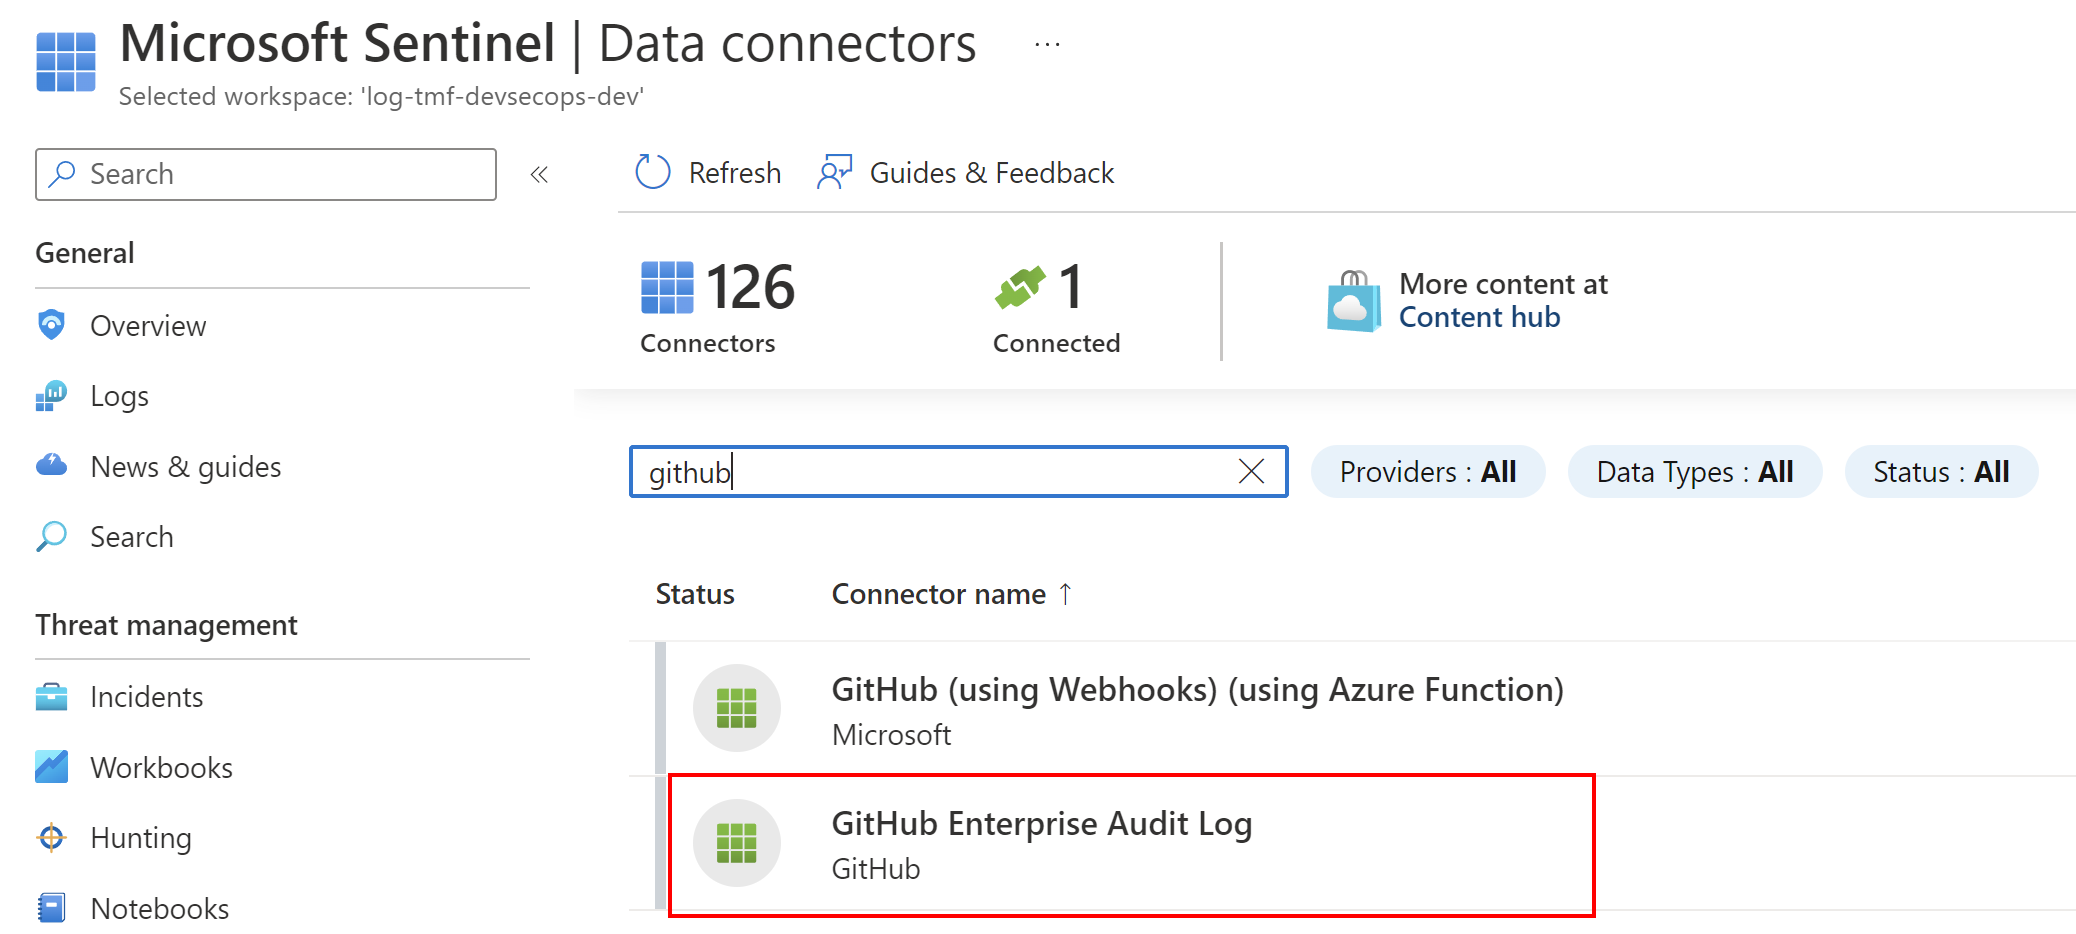 Microsoft Sentinel | Data connectors ...
Selected workspace: 'log-tmf-devsecops-dev'
Search «
General
Overview
Logs
News & guides
Search
Threat management
Incidents
Workbooks
Hunting
Notebooks
Refresh Guides & Feedback
126
Connectors
1
Connected
More content at
Content hub
github Providers : All Data Types : All Status : All
Status Connector name ↑
GitHub (using Webhooks) (using Azure Function)
Microsoft
GitHub Enterprise Audit Log
GitHub